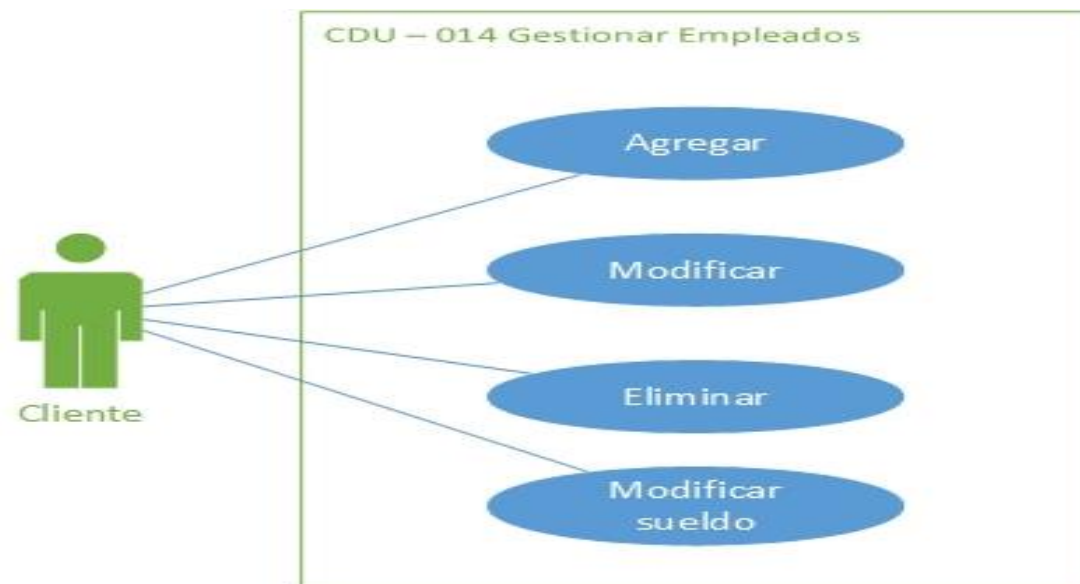 CDU – 014 Gestionar Empleados
Agregar
Modificar
Eliminar
Modificar
sueldo
Cliente